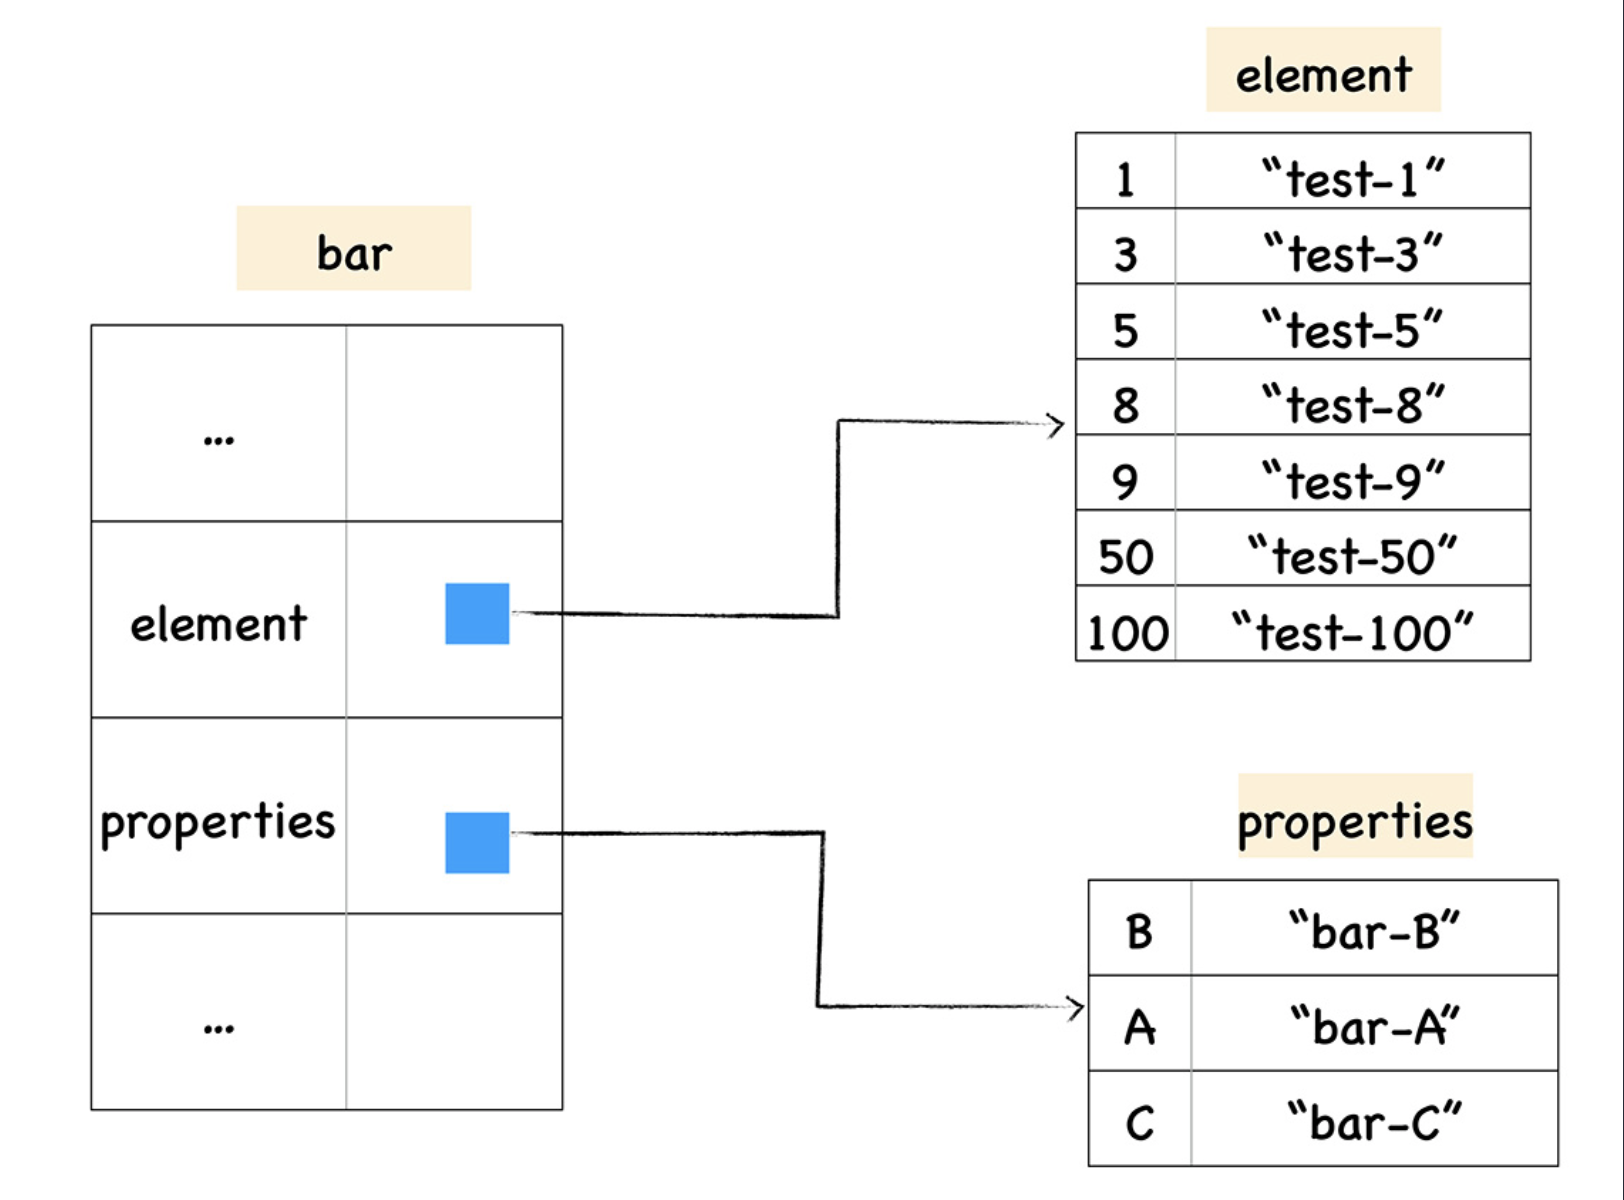 bar
...
element
properties
...
element
1 “test-1”
3 “test-3”
5 “test-5”
8 “test-8”
9 “test-9”
50 “test-50”
100 “test-100”
properties
B “bar-B”
A “bar-A”
C “bar-C”